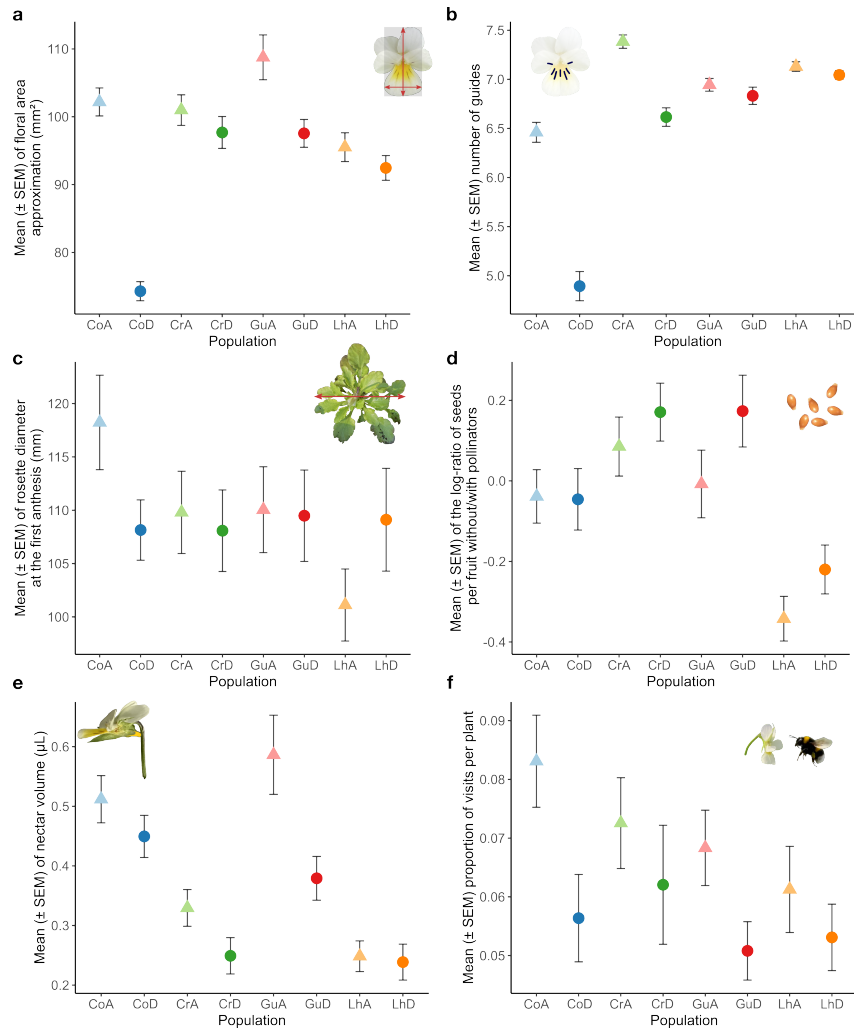 a
Mean (± SEM) of floral area
approximation (mm²)
110
100
90
80
CoA CoD CrA CrD GuA GuD LhA LhD
Population
b
Mean (± SEM) number of guides
7.5
7.0
6.5
6.0
5.5
5.0
CoA CoD CrA CrD GuA GuD LhA LhD
Population
c
Mean (± SEM) of rosette diameter
at the first anthesis (mm)
120
115
110
105
100
CoA CoD CrA CrD GuA GuD LhA LhD
Population
d
Mean (± SEM) of the log-ratio of seeds
per fruit without/with pollinators
0.2
0.0
-0.2
-0.4
CoA CoD CrA CrD GuA GuD LhA LhD
Population
e
Mean (± SEM) of nectar volume (µL)
0.6
0.5
0.4
0.3
0.2
CoA CoD CrA CrD GuA GuD LhA LhD
Population
f
Mean (± SEM) proportion of visits per plant
0.09
0.08
0.07
0.06
0.05
CoA CoD CrA CrD GuA GuD LhA LhD
Population